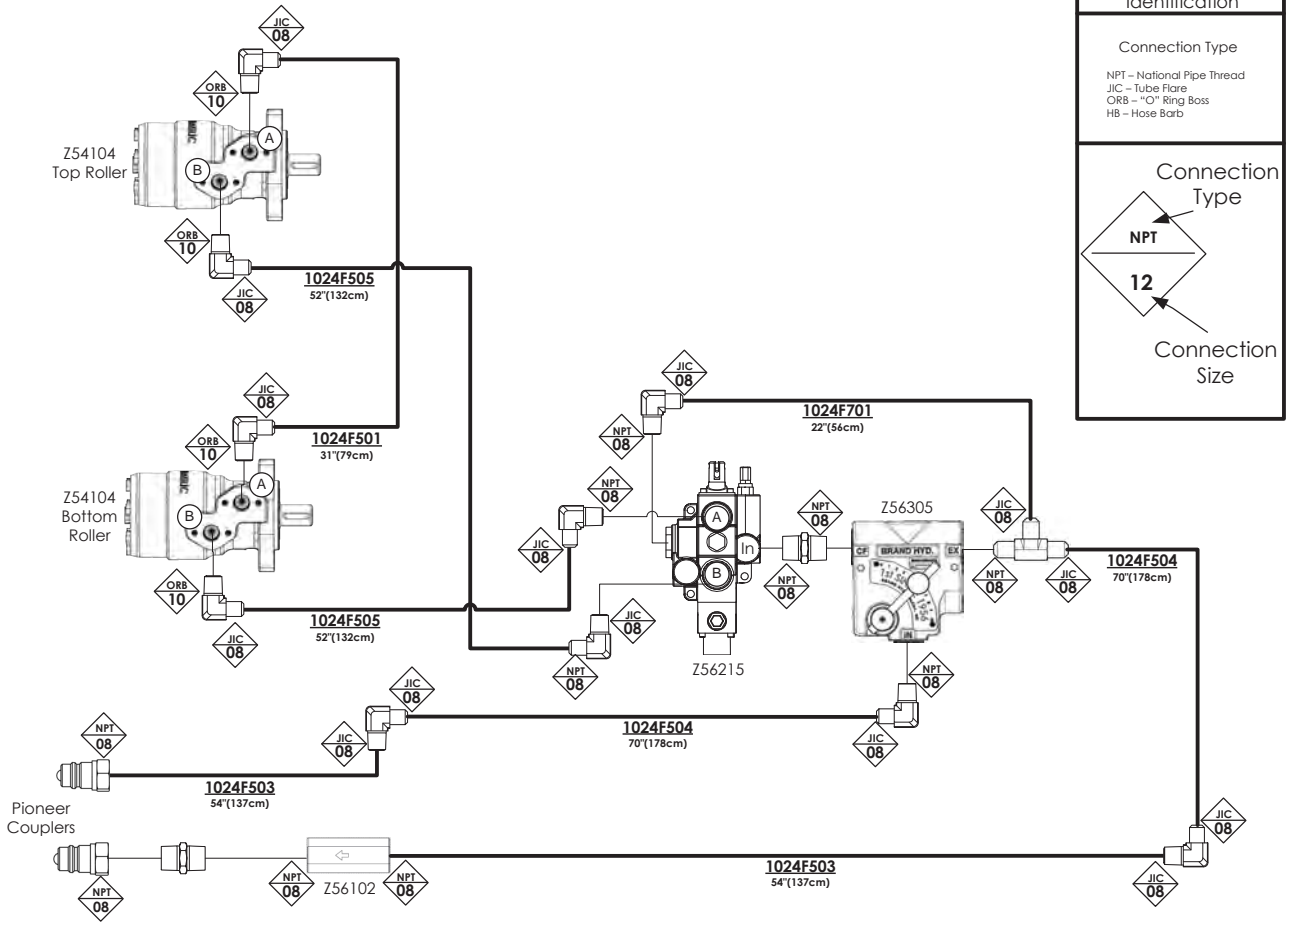 Identification
Connection Type
NPT – National Pipe Thread
JIC – Tube Flare
ORB – "O" Ring Boss
HB – Hose Barb
Connection
Type
NPT
12
Connection
Size
JIC
08
ORB
10
A
B
Z54104
Top Roller
ORB
10
JIC
08
1024F505
52"(132cm)
JIC
08
ORB
10
1024F501
31"(79cm)
A
B
Z54104
Bottom
Roller
ORB
10
JIC
08
1024F505
52"(132cm)
JIC
08
NPT
08
1024F701
22"(56cm)
NPT
08
JIC
08
A
In
B
Z56215
JIC
08
NPT
08
NPT
08
NPT
08
Z56305
CF
BRAND HYD.
EX
IN
JIC
08
NPT
08
JIC
08
1024F504
70"(178cm)
NPT
08
JIC
08
1024F504
70"(178cm)
JIC
08
JIC
08
NPT
08
1024F503
54"(137cm)
Pioneer
Couplers
NPT
08
NPT
08
Z56102
NPT
08
1024F503
54"(137cm)
JIC
08
JIC
08